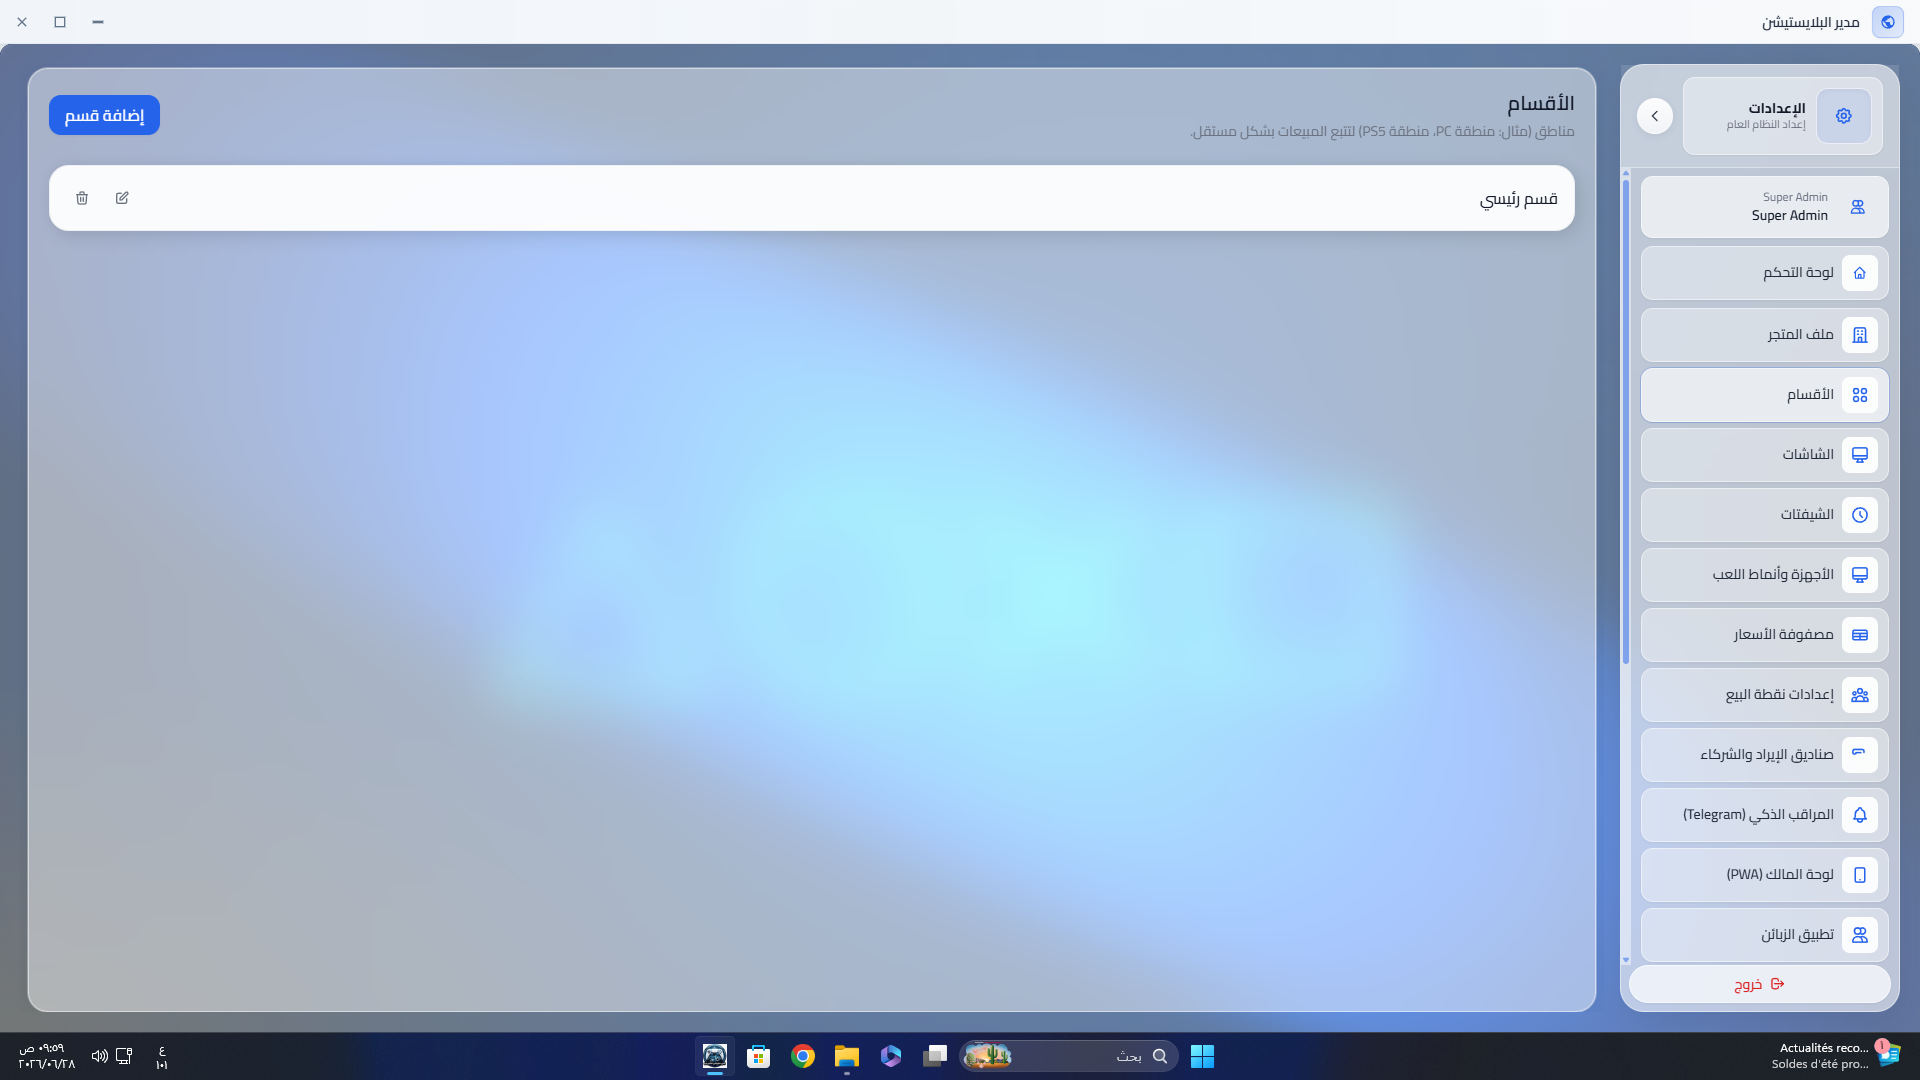 مدير البلايستيشن
الإعدادات
إعداد النظام العام
Super Admin
Super Admin
لوحة التحكم
ملف المتجر
الأقسام
الشاشات
الشيفتات
الأجهزة وأنماط اللعب
مصفوفة الأسعار
إعدادات نقطة البيع
صناديق الإيراد والشركاء
المراقب الذكي (Telegram)
لوحة المالك (PWA)
تطبيق الزبائن
خروج
الأقسام
مناطق (مثال: منطقة PC، منطقة PS5) لتتبع المبيعات بشكل مستقل.
إضافة قسم
قسم رئيسي
Actualités reco...
Soldes d'été pro...
١
بحث
ع
١٠١
٠٩:٥٩ ص
٢٠٢٦/٠٦/٢٨